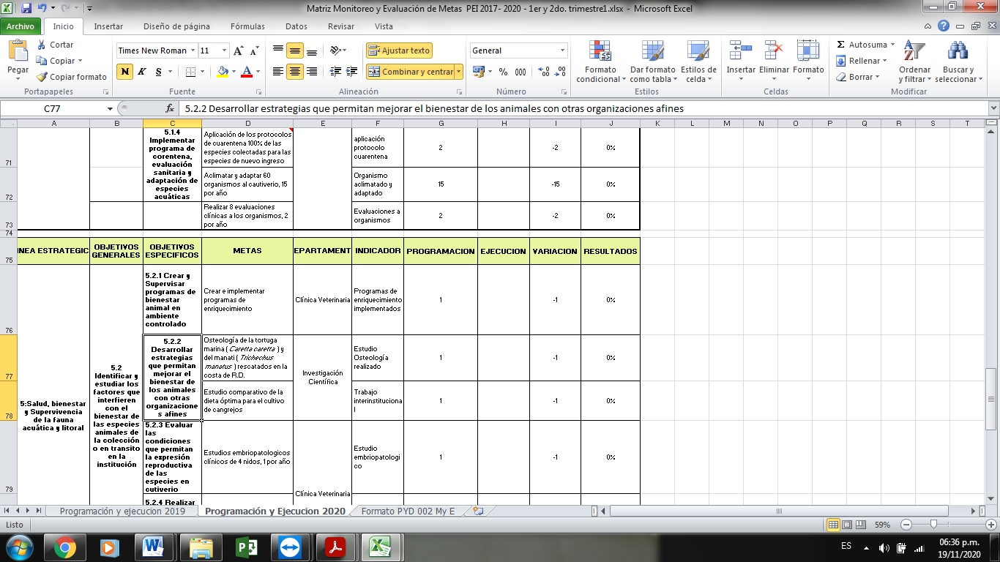 Matriz Monitoreo y Evaluación de Metas PEI 2017- 2020 - 1er y 2do. trimestre1.xlsx - Microsoft Excel
Archivo Inicio Insertar Diseño de página Fórmulas Datos Revisar Vista
Pegar
Cortar
Copiar
Copiar formato
Portapapeles
Times New Roman 11
N K S
Fuente
Ajustar texto
Combinar y centrar
Alineación
General
% 000
Número
Formato condicional
Dar formato como tabla
Estilos de celda
Estilos
Insertar Eliminar Formato
Celdas
Autosuma
Rellenar
Borrar
Ordenar y filtrar
Buscar y seleccionar
Modificar
C77 fx 5.2.2 Desarrollar estrategias que permitan mejorar el bienestar de los animales con otras organizaciones afines
A B C D E F G H I J K L M N O P Q R S T
71
5.1.4
Implementar
programa de
corentena,
evaluación
sanitaria y
adaptación de
especies
acuáticas
Aplicación de los protocolos
de cuarentena 100% de las
especies colectadas para las
especies de nuevo ingreso
aplicación
protocolo
cuarentena
2 -2 0%
72
Aclimatar y adaptar 60
organismos al cautiverio, 15
por año
Organismo
aclimatado y
adaptado
15 -15 0%
73
Realizar 8 evaluaciones
clínicas a los organismos, 2
por año
Evaluaciones a
organismos
2 -2 0%
74
75
INEA ESTRATEGIC OBJETIVOS GENERALES OBJETIVOS ESPECIFICOS METAS EPARTAMENT INDICADOR PROGRAMACION EJECUCION VARIACION RESULTADOS
76
5:Salud, bienestar
y Supervivencia
de la fauna
acuática y litoral
5.2
Identificar y
estudiar los
factores que
interfieren
con el
bienestar de
las especies
animales de
la colección
o en transito
en la
institución
5.2.1 Crear y
Supervisar
programas de
bienestar
animal en
ambiente
controlado
Crear e implementar
programas de
enriquecimiento
Clínica Veterinaria
Programas de
enriquecimiento
implementados
1 -1 0%
77
5.2.2
Desarrollar
estrategias
que permitan
mejorar el
bienestar de
los animales
con otras
organizacione
s afines
Osteología de la tortuga
marina ( Caretta caretta ) y
del manatí ( Trichechus
manatus ) rescatados en la
costa de R.D.
Investigación
Científica
Estudio
Osteología
realizado
1 -1 0%
78
Estudio comparativo de la
dieta óptima para el cultivo
de cangrejos
Trabajo
interinstituciona
l
1 -1 0%
79
5.2.3 Evaluar
las
condiciones
que permitan
la expresión
reproductiva
de las
especies en
cutiverio
Estudios embriopatologicos
clínicos de 4 nidos, 1 por año
Clínica Veterinaria
Estudio
embriopatologi
co
1 -1 0%
5.2.4 Realizar
Programación y ejecucion 2019 Programación y Ejecucion 2020 Formato PYD 002 My E
Listo 59%
ES 06:36 p.m.
19/11/2020